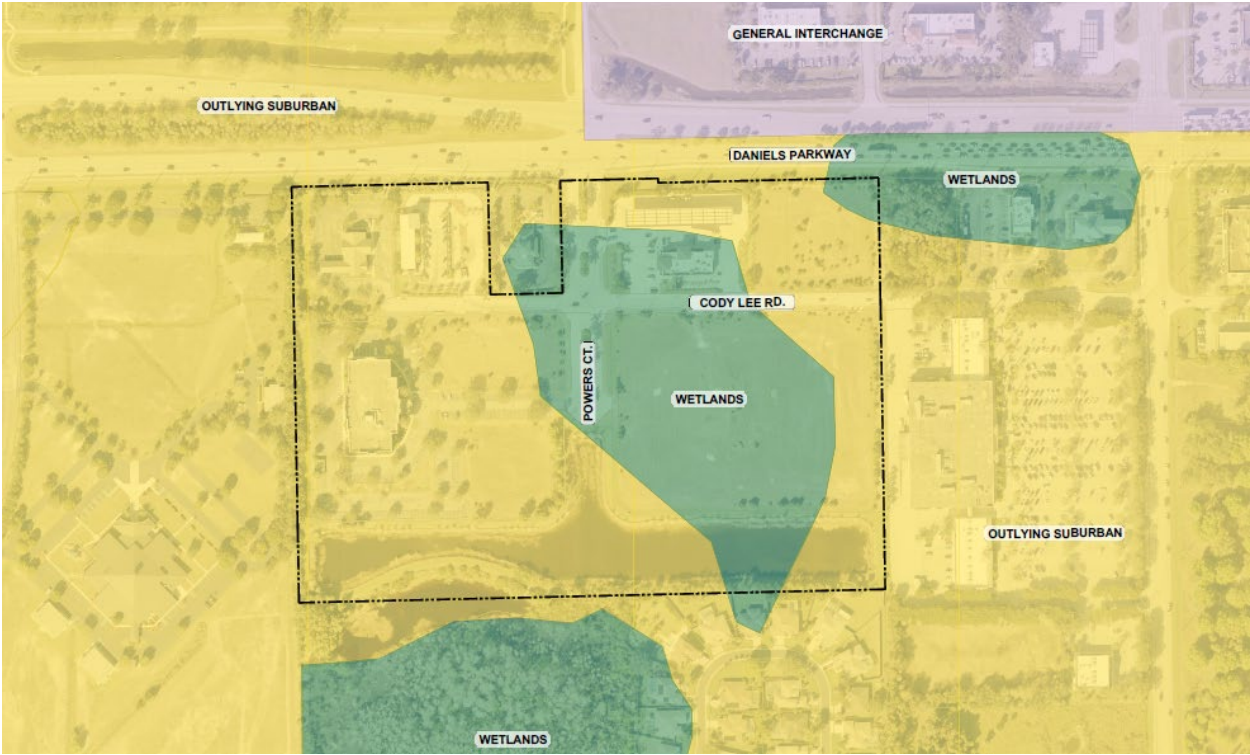 GENERAL INTERCHANGE
OUTLYING SUBURBAN
DANIELS PARKWAY
WETLANDS
CODY LEE RD.
POWERS CT.
WETLANDS
OUTLYING SUBURBAN
WETLANDS